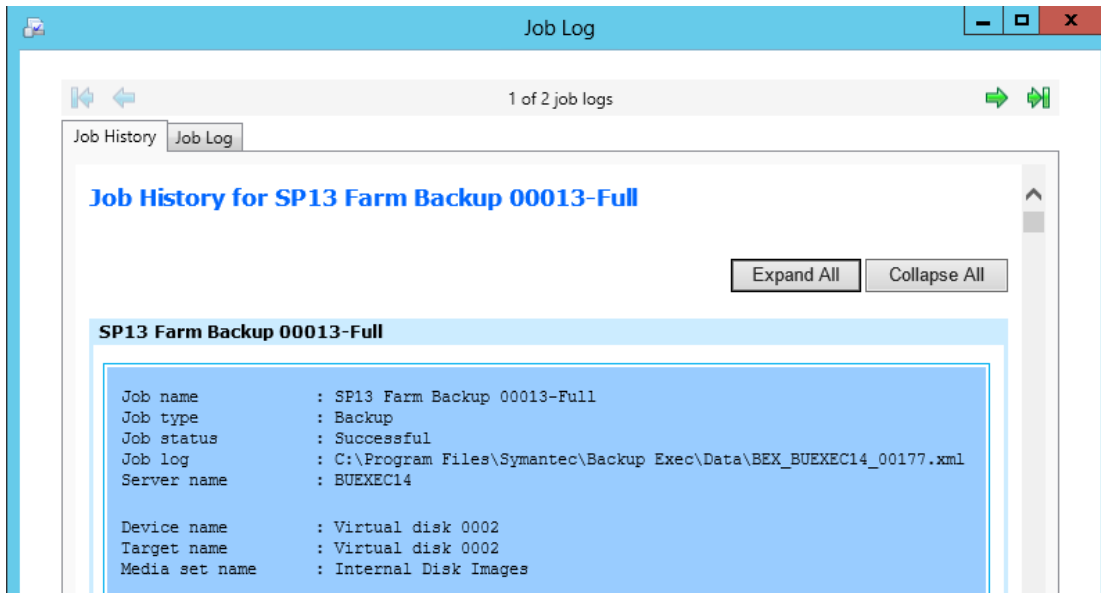 Job Log
1 of 2 job logs
Job History Job Log
Job History for SP13 Farm Backup 00013-Full
Expand All Collapse All
SP13 Farm Backup 00013-Full
Job name : SP13 Farm Backup 00013-Full
Job type : Backup
Job status : Successful
Job log : C:\Program Files\Symantec\Backup Exec\Data\BEX_BUEXEC14_00177.xml
Server name : BUEXEC14
Device name : Virtual disk 0002
Target name : Virtual disk 0002
Media set name : Internal Disk Images